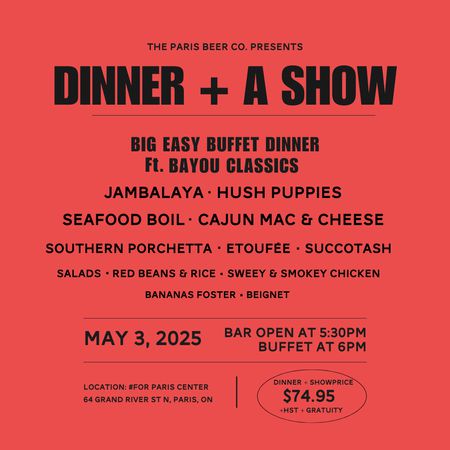 THE PARIS BEER CO. PRESENTS
DINNER + A SHOW
BIG EASY BUFFET DINNER
Ft. BAYOU CLASSICS
JAMBALAYA · HUSH PUPPIES
SEAFOOD BOIL · CAJUN MAC & CHEESE
SOUTHERN PORCHETTA · ETOUFÉE · SUCCOTASH
SALADS · RED BEANS & RICE · SWEEY & SMOKEY CHICKEN
BANANAS FOSTER · BEIGNET
MAY 3, 2025
BAR OPEN AT 5:30PM
BUFFET AT 6PM
LOCATION: #FOR PARIS CENTER
64 GRAND RIVER ST N, PARIS, ON
DINNER + SHOWPRICE
$74.95
+HST + GRATUITY